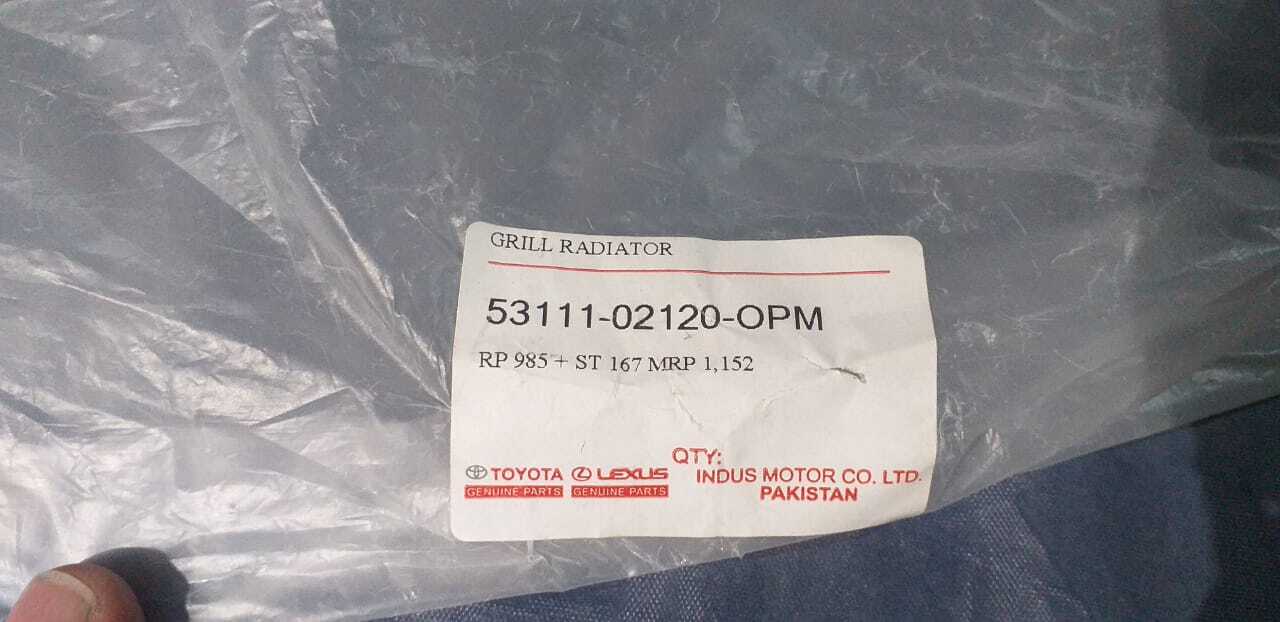 GRILL RADIATOR
53111-02120-OPM
RP 985 + ST 167 MRP 1,152
QTY:
TOYOTA LEXUS INDUS MOTOR CO. LTD.
GENUINE PARTS GENUINE PARTS PAKISTAN